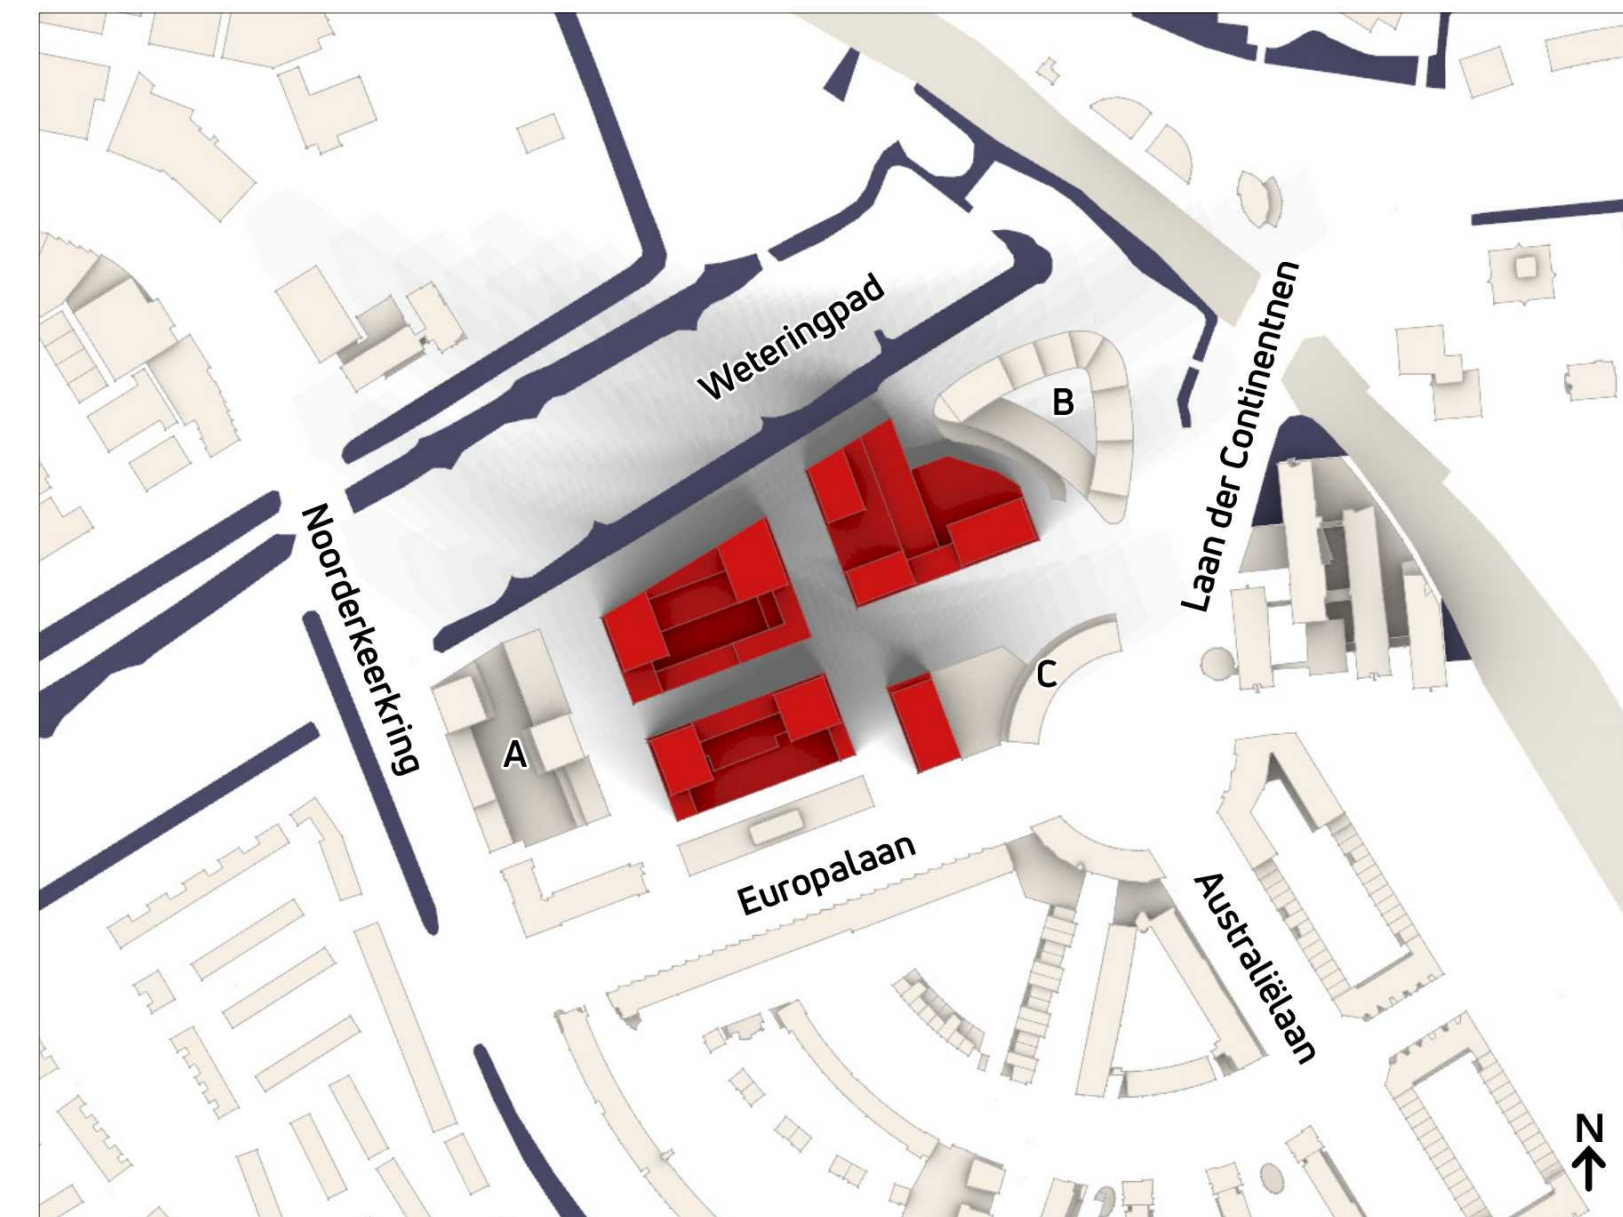 Weteringpad
B
Laan der Continentnen
Noorderkeerkring
C
A
Europalaan
Australiëlaan
N